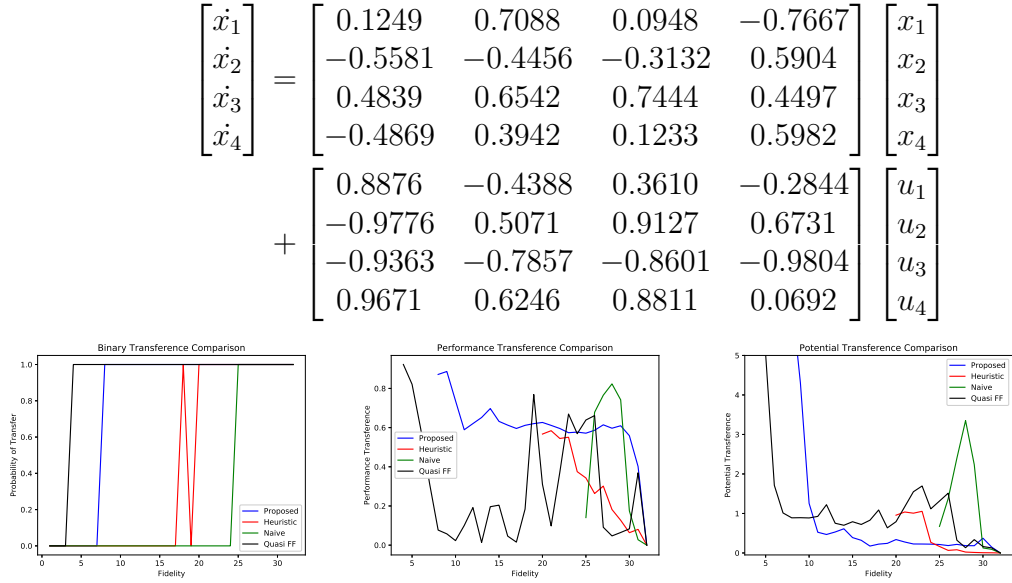 ẋ1 = 0.1249 0.7088 0.0948 −0.7667 x1
ẋ2 −0.5581 −0.4456 −0.3132 0.5904 x2
ẋ3 0.4839 0.6542 0.7444 0.4497 x3
ẋ4 −0.4869 0.3942 0.1233 0.5982 x4
+ 0.8876 −0.4388 0.3610 −0.2844 u1
−0.9776 0.5071 0.9127 0.6731 u2
−0.9363 −0.7857 −0.8601 −0.9804 u3
0.9671 0.6246 0.8811 0.0692 u4
Binary Transference Comparison
Probability of Transfer
1.0
0.8
0.6
0.4
0.2
0.0
Proposed
Heuristic
Naive
Quasi FF
0 5 10 15 20 25 30
Fidelity
Performance Transference Comparison
Performance Transference
0.8
0.6
0.4
0.2
0.0
Proposed
Heuristic
Naive
Quasi FF
5 10 15 20 25 30
Fidelity
Potential Transference Comparison
Potential Transference
5
4
3
2
1
0
Proposed
Heuristic
Naive
Quasi FF
5 10 15 20 25 30
Fidelity